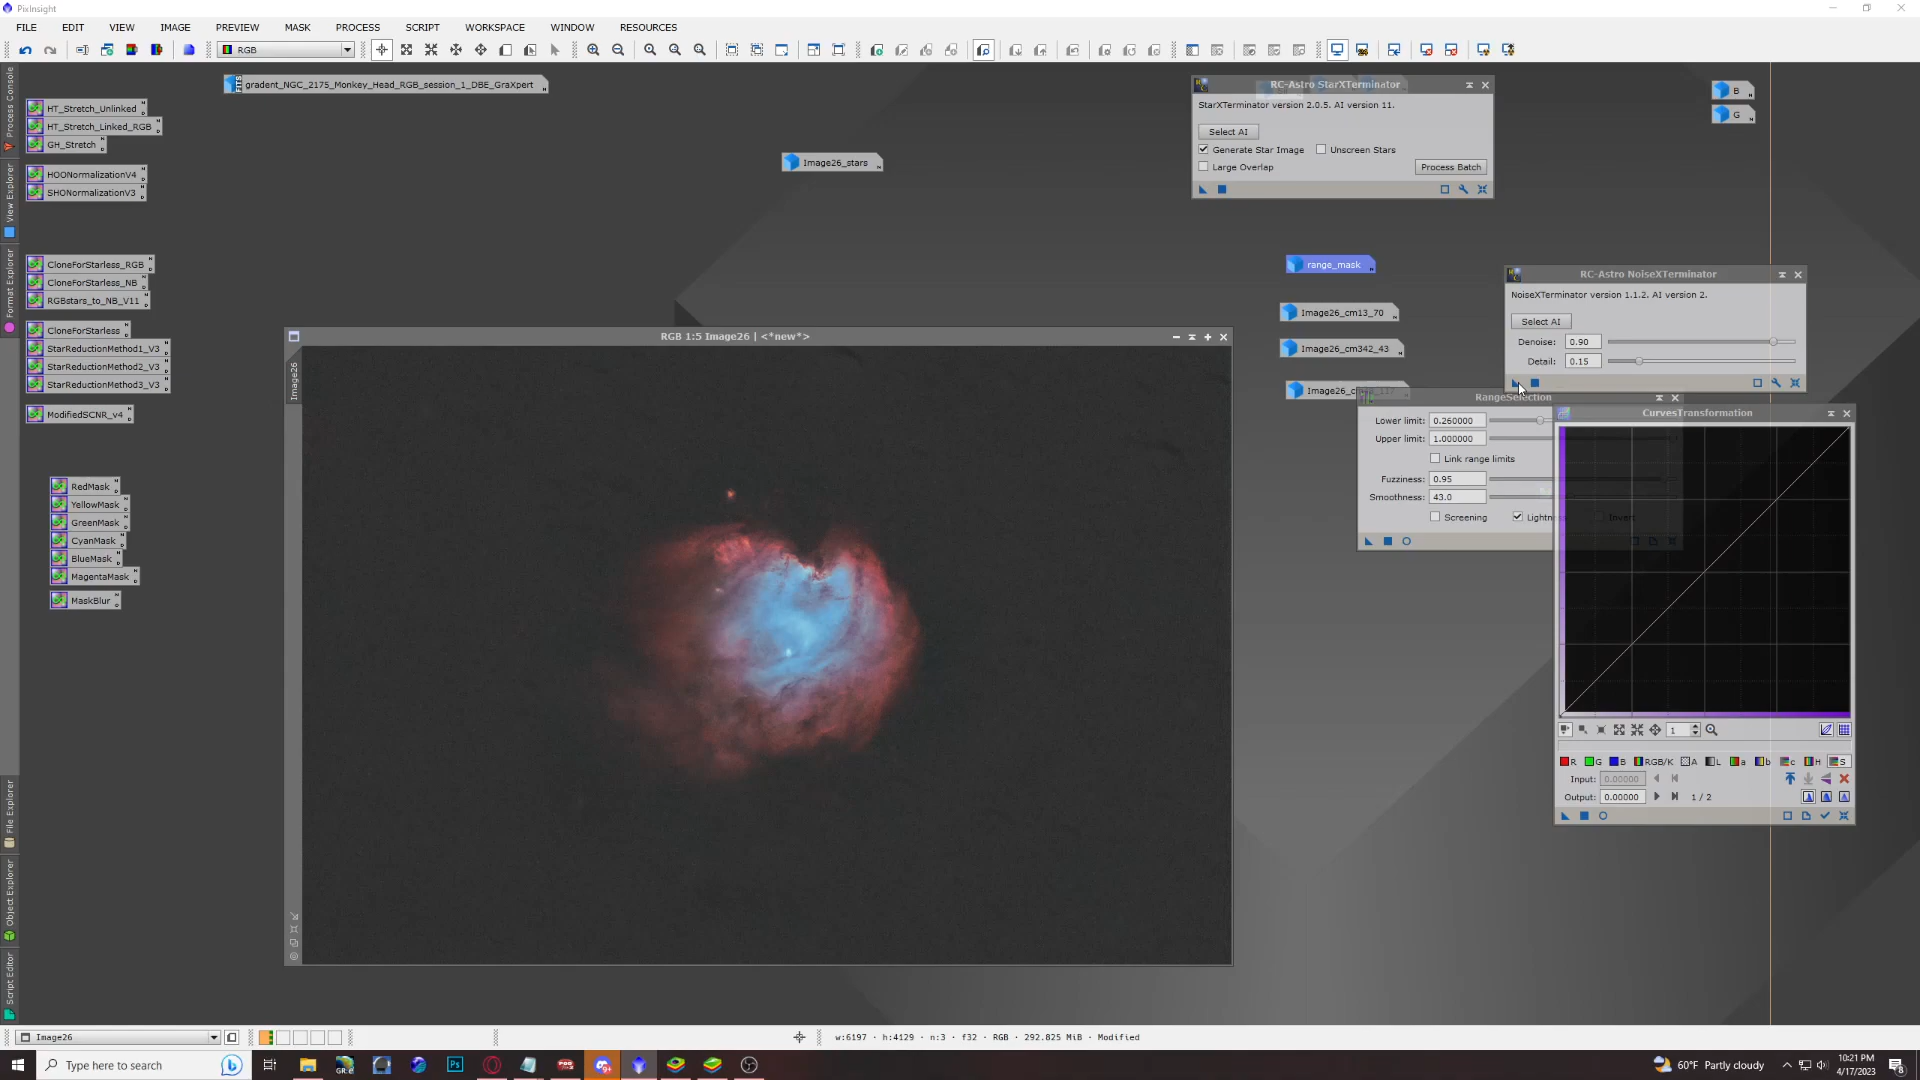 PixInsight
FILE EDIT VIEW IMAGE PREVIEW MASK PROCESS SCRIPT WORKSPACE WINDOW RESOURCES
RGB
Process Console
View Explorer
Format Explorer
File Explorer
Object Explorer
Script Editor
gradent_NGC_2175_Monkey_Head_RGB_session_1_DBE_GraXpert
HT_Stretch_Unlinked
HT_Stretch_Linked_RGB
GH_Stretch
HOONormalizationV4
SHONormalizationV3
CloneForStarless_RGB
CloneForStarless_NB
RGBstars_to_NB_V11
CloneForStarless
StarReductionMethod1_V3
StarReductionMethod2_V3
StarReductionMethod3_V3
ModifiedSCNR_v4
RedMask
YellowMask
GreenMask
CyanMask
BlueMask
MagentaMask
MaskBlur
Image26_stars
RGB 1:5 Image26 | <*new*>
Image26
RC-Astro StarXTerminator
StarXTerminator version 2.0.5. AI version 11.
Select AI
Generate Star Image Unscreen Stars
Large Overlap Process Batch
B
G
range_mask
Image26_cm13_70
Image26_cm342_43
RC-Astro NoiseXTerminator
NoiseXTerminator version 1.1.2. AI version 2.
Select AI
Denoise: 0.90
Detail: 0.15
RangeSelection
Lower limit: 0.260000
Upper limit: 1.000000
Link range limits
Fuzziness: 0.95
Smoothness: 43.0
Screening Lightn Invert
CurvesTransformation
1
R G B RGB/K A L a b c H S
Input: 0.00000
Output: 0.00000 1 / 2
Image26
w:6197 · h:4129 · n:3 · f32 · RGB · 292.825 MiB · Modified
Type here to search
60°F Partly cloudy
10:21 PM
4/17/2023